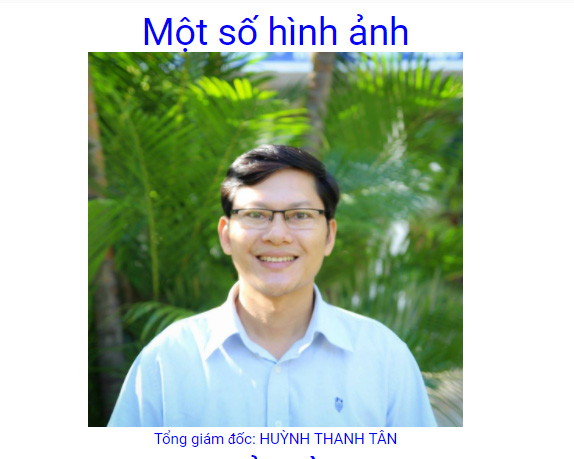 Một số hình ảnh
Tổng giám đốc: HUỲNH THANH TÂN